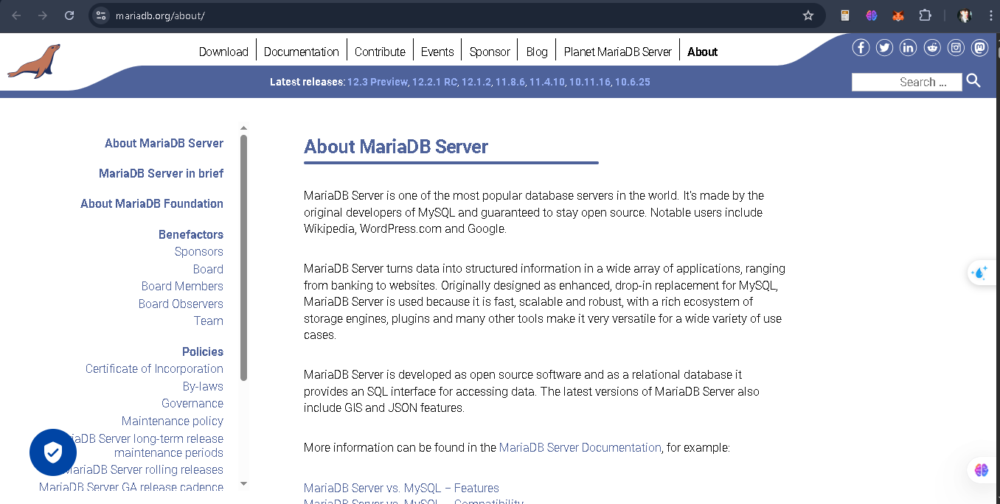 mariadb.org/about/
Download
Documentation
Contribute
Events
Sponsor
Blog
Planet MariaDB Server
About
Latest releases: 12.3 Preview, 12.2.1 RC, 12.1.2, 11.8.6, 11.4.10, 10.11.16, 10.6.25
Search ...
About MariaDB Server
MariaDB Server in brief
About MariaDB Foundation
Benefactors
Sponsors
Board
Board Members
Board Observers
Team
Policies
Certificate of Incorporation
By-laws
Governance
Maintenance policy
iaDB Server long-term release
maintenance periods
MariaDB Server rolling releases
MariaDB Server GA release cadence
About MariaDB Server
MariaDB Server is one of the most popular database servers in the world. It's made by the
original developers of MySQL and guaranteed to stay open source. Notable users include
Wikipedia, WordPress.com and Google.
MariaDB Server turns data into structured information in a wide array of applications, ranging
from banking to websites. Originally designed as enhanced, drop-in replacement for MySQL,
MariaDB Server is used because it is fast, scalable and robust, with a rich ecosystem of
storage engines, plugins and many other tools make it very versatile for a wide variety of use
cases.
MariaDB Server is developed as open source software and as a relational database it
provides an SQL interface for accessing data. The latest versions of MariaDB Server also
include GIS and JSON features.
More information can be found in the MariaDB Server Documentation, for example:
MariaDB Server vs. MySQL – Features
MariaDB Server vs. MySQL – Compatibility